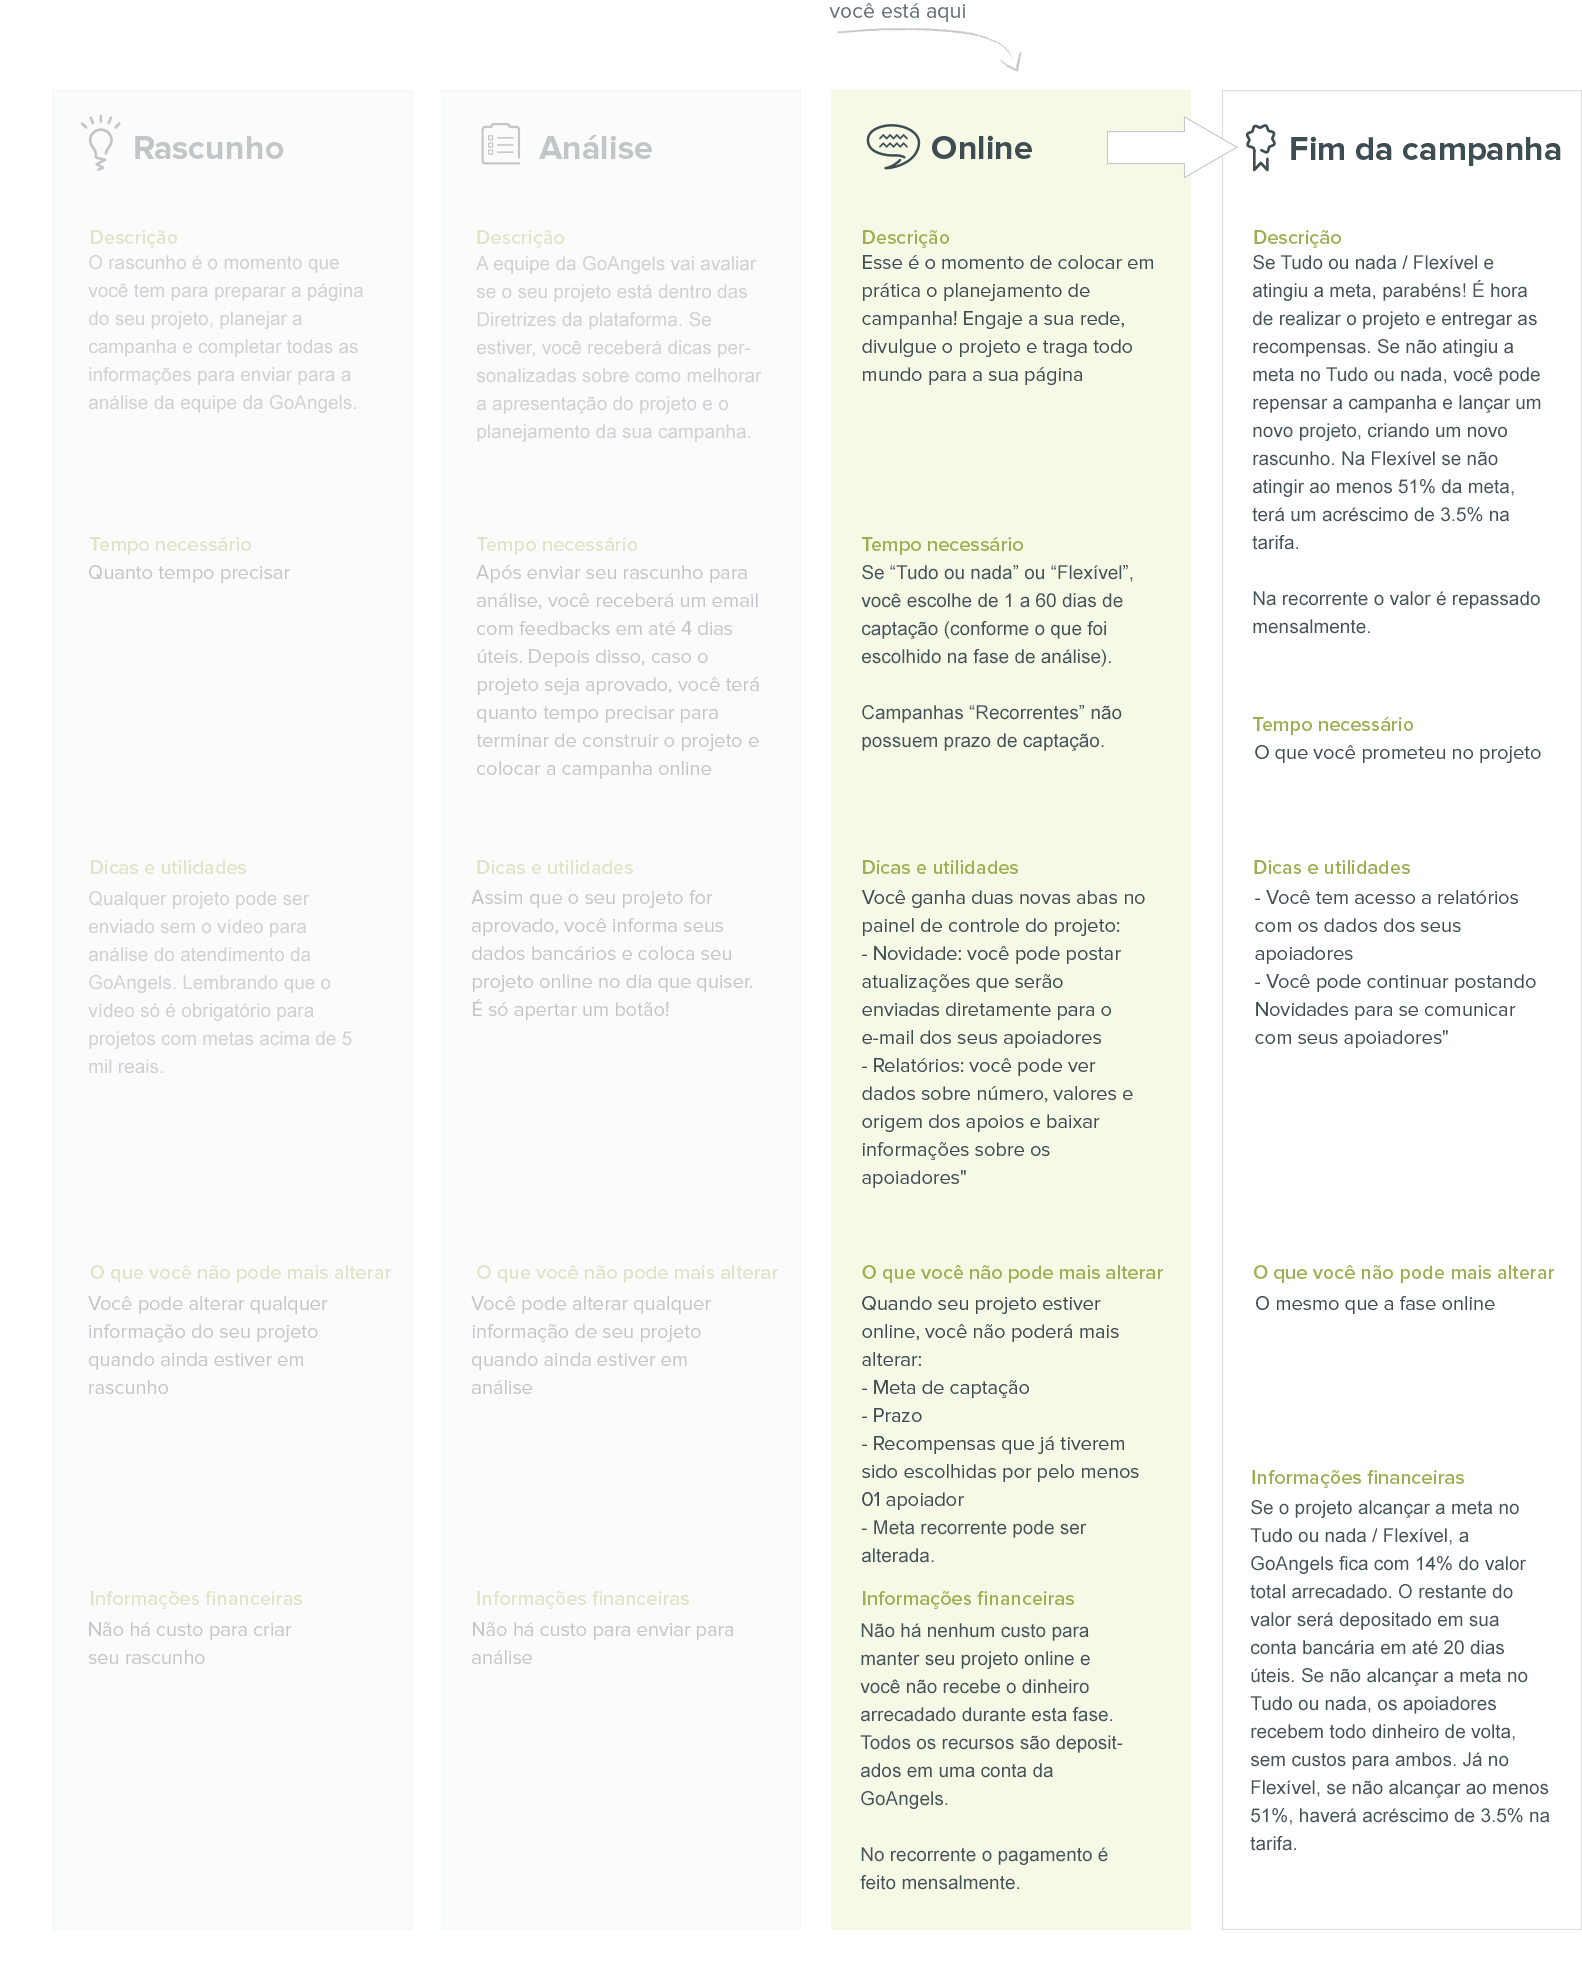 você está aqui
Rascunho
Descrição
O rascunho é o momento que
você tem para preparar a página
do seu projeto, planejar a
campanha e completar todas as
informações para enviar para a
análise da equipe da GoAngels.
Tempo necessário
Quanto tempo precisar
Dicas e utilidades
Qualquer projeto pode ser
enviado sem o vídeo para
análise do atendimento da
GoAngels. Lembrando que o
vídeo só é obrigatório para
projetos com metas acima de 5
mil reais.
O que você não pode mais alterar
Você pode alterar qualquer
informação do seu projeto
quando ainda estiver em
rascunho
Informações financeiras
Não há custo para criar
seu rascunho
Análise
Descrição
A equipe da GoAngels vai avaliar
se o seu projeto está dentro das
Diretrizes da plataforma. Se
estiver, você receberá dicas per-
sonalizadas sobre como melhorar
a apresentação do projeto e o
planejamento da sua campanha.
Tempo necessário
Após enviar seu rascunho para
análise, você receberá um email
com feedbacks em até 4 dias
úteis. Depois disso, caso o
projeto seja aprovado, você terá
quanto tempo precisar para
terminar de construir o projeto e
colocar a campanha online
Dicas e utilidades
Assim que o seu projeto for
aprovado, você informa seus
dados bancários e coloca seu
projeto online no dia que quiser.
É só apertar um botão!
O que você não pode mais alterar
Você pode alterar qualquer
informação de seu projeto
quando ainda estiver em
análise
Informações financeiras
Não há custo para enviar para
análise
Online
Descrição
Esse é o momento de colocar em
prática o planejamento de
campanha! Engaje a sua rede,
divulgue o projeto e traga todo
mundo para a sua página
Tempo necessário
Se “Tudo ou nada” ou “Flexível”,
você escolhe de 1 a 60 dias de
captação (conforme o que foi
escolhido na fase de análise).
Campanhas “Recorrentes” não
possuem prazo de captação.
Dicas e utilidades
Você ganha duas novas abas no
painel de controle do projeto:
- Novidade: você pode postar
atualizações que serão
enviadas diretamente para o
e-mail dos seus apoiadores
- Relatórios: você pode ver
dados sobre número, valores e
origem dos apoios e baixar
informações sobre os
apoiadores"
O que você não pode mais alterar
Quando seu projeto estiver
online, você não poderá mais
alterar:
- Meta de captação
- Prazo
- Recompensas que já tiverem
sido escolhidas por pelo menos
01 apoiador
- Meta recorrente pode ser
alterada.
Informações financeiras
Não há nenhum custo para
manter seu projeto online e
você não recebe o dinheiro
arrecadado durante esta fase.
Todos os recursos são deposit-
ados em uma conta da
GoAngels.
No recorrente o pagamento é
feito mensalmente.
Fim da campanha
Descrição
Se Tudo ou nada / Flexível e
atingiu a meta, parabéns! É hora
de realizar o projeto e entregar as
recompensas. Se não atingiu a
meta no Tudo ou nada, você pode
repensar a campanha e lançar um
novo projeto, criando um novo
rascunho. Na Flexível se não
atingir ao menos 51% da meta,
terá um acréscimo de 3.5% na
tarifa.
Na recorrente o valor é repassado
mensalmente.
Tempo necessário
O que você prometeu no projeto
Dicas e utilidades
- Você tem acesso a relatórios
com os dados dos seus
apoiadores
- Você pode continuar postando
Novidades para se comunicar
com seus apoiadores"
O que você não pode mais alterar
O mesmo que a fase online
Informações financeiras
Se o projeto alcançar a meta no
Tudo ou nada / Flexível, a
GoAngels fica com 14% do valor
total arrecadado. O restante do
valor será depositado em sua
conta bancária em até 20 dias
úteis. Se não alcançar a meta no
Tudo ou nada, os apoiadores
recebem todo dinheiro de volta,
sem custos para ambos. Já no
Flexível, se não alcançar ao menos
51%, haverá acréscimo de 3.5% na
tarifa.